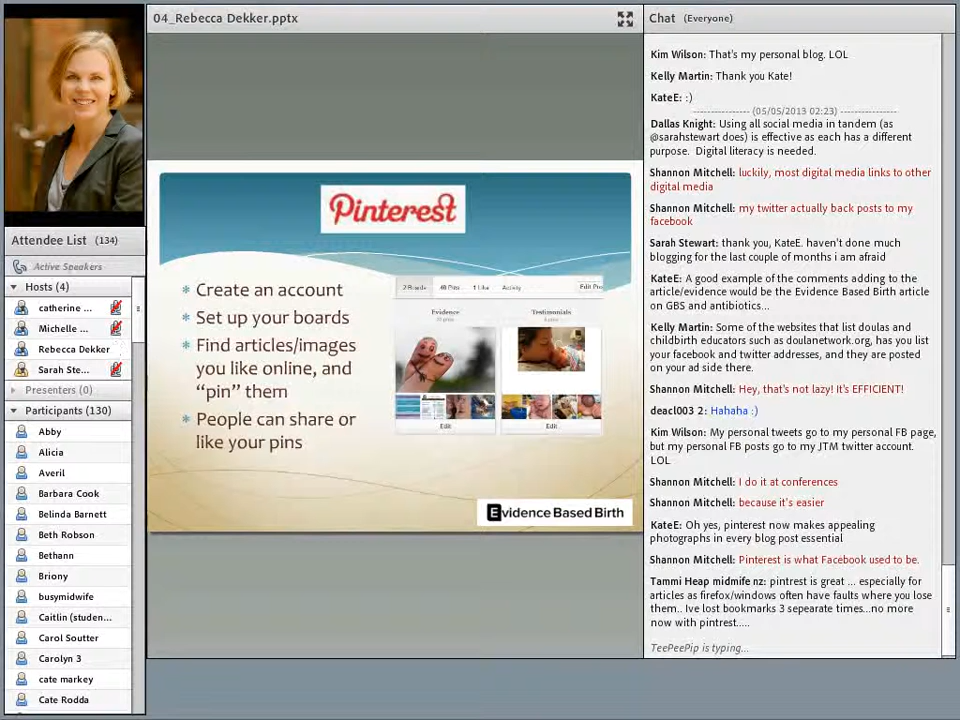 04_Rebecca Dekker.pptx
Attendee List (134)
Active Speakers
Hosts (4)
catherine ...
Michelle ...
Rebecca Dekker
Sarah Ste...
Presenters (0)
Participants (130)
Abby
Alicia
Averil
Barbara Cook
Belinda Barnett
Beth Robson
Bethann
Briony
busymidwife
Caitlin (studen...
Carol Soutter
Carolyn 3
cate markey
Cate Rodda
Pinterest
Create an account
Set up your boards
Find articles/images
you like online, and
“pin” them
People can share or
like your pins
2 Boards
1 Like
Activity
Edit Pro
Evidence
Testimonials
Edit
Edit
Evidence Based Birth
Chat (Everyone)
Kim Wilson: That's my personal blog. LOL
Kelly Martin: Thank you Kate!
KateE: :)
---------------- (05/05/2013 02:23) ----------------
Dallas Knight: Using all social media in tandem (as
@sarahstewart does) is effective as each has a different
purpose. Digital literacy is needed.
Shannon Mitchell: luckily, most digital media links to other
digital media
Shannon Mitchell: my twitter actually back posts to my
facebook
Sarah Stewart: thank you, KateE. haven't done much
blogging for the last couple of months i am afraid
KateE: A good example of the comments adding to the
article/evidence would be the Evidence Based Birth article
on GBS and antibiotics...
Kelly Martin: Some of the websites that list doulas and
childbirth educators such as doulanetwork.org, has you list
your facebook and twitter addresses, and they are posted
on your ad side there.
Shannon Mitchell: Hey, that's not lazy! It's EFFICIENT!
deacl003 2: Hahaha :)
Kim Wilson: My personal tweets go to my personal FB page,
but my personal FB posts go to my JTM twitter account.
LOL
Shannon Mitchell: I do it at conferences
Shannon Mitchell: because it's easier
KateE: Oh yes, pinterest now makes appealing
photographs in every blog post essential
Shannon Mitchell: Pinterest is what Facebook used to be.
Tammi Heap midmife nz: pintrest is great ... especially for
articles as firefox/windows often have faults where you lose
them.. Ive lost bookmarks 3 sepearate times...no more
now with pintrest.....
TeePeePip is typing...